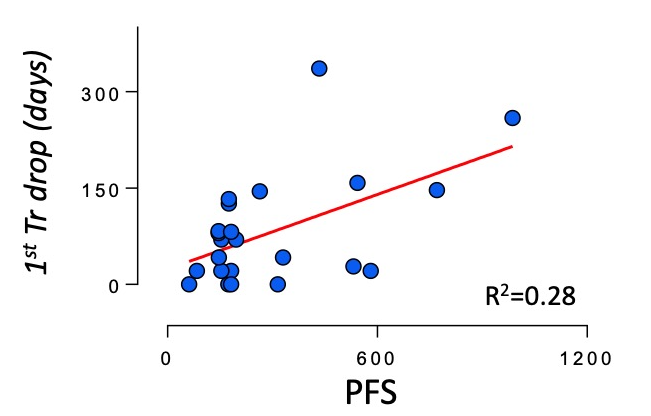 1st Tr drop (days)
300
150
0
R2=0.28
0 600 1200
PFS